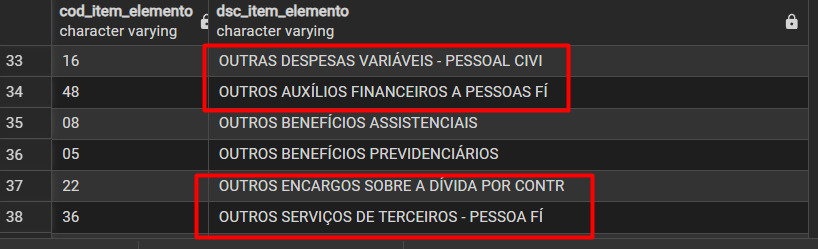 cod_item_elemento dsc_item_elemento
character varying character varying
33 16 OUTRAS DESPESAS VARIÁVEIS - PESSOAL CIVI
34 48 OUTROS AUXÍLIOS FINANCEIROS A PESSOAS FÍ
35 08 OUTROS BENEFÍCIOS ASSISTENCIAIS
36 05 OUTROS BENEFÍCIOS PREVIDENCIÁRIOS
37 22 OUTROS ENCARGOS SOBRE A DÍVIDA POR CONTR
38 36 OUTROS SERVIÇOS DE TERCEIROS - PESSOA FÍ